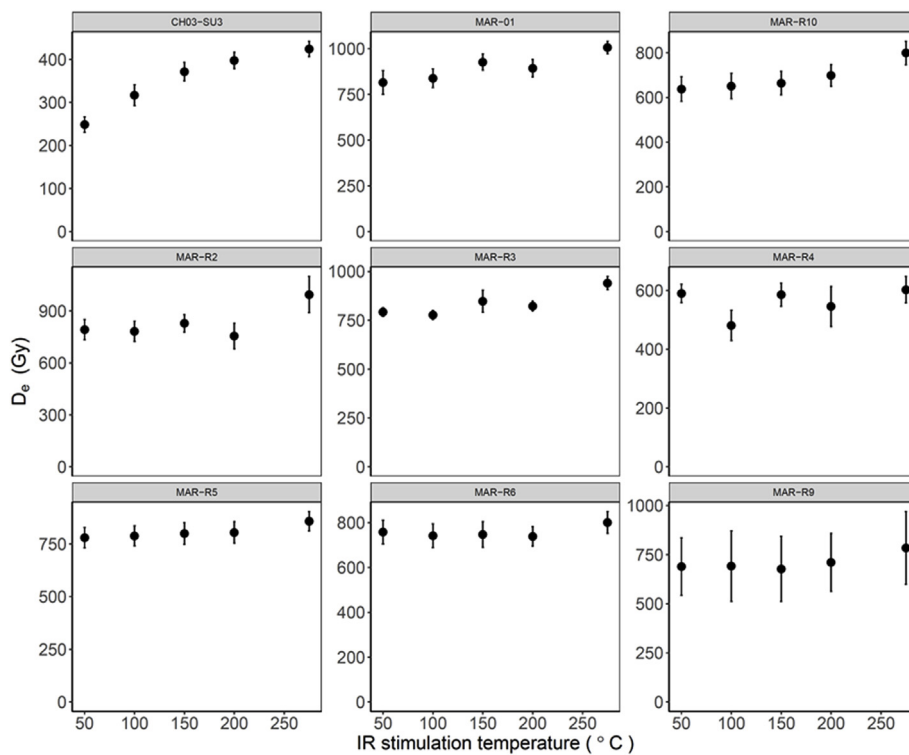 CH03-SU3 MAR-01 MAR-R10
400 1000 800
300 750 600
200 500 400
100 250 200
0 0 0
MAR-R2 MAR-R3 MAR-R4
900 1000 600
600 750 400
300 500 200
0 250 0
0
MAR-R5 MAR-R6 MAR-R9
750 800 1000
500 600 750
250 400 500
0 200 250
0 0
50 100 150 200 250 50 100 150 200 250 50 100 150 200 250
De (Gy)
IR stimulation temperature (°C)